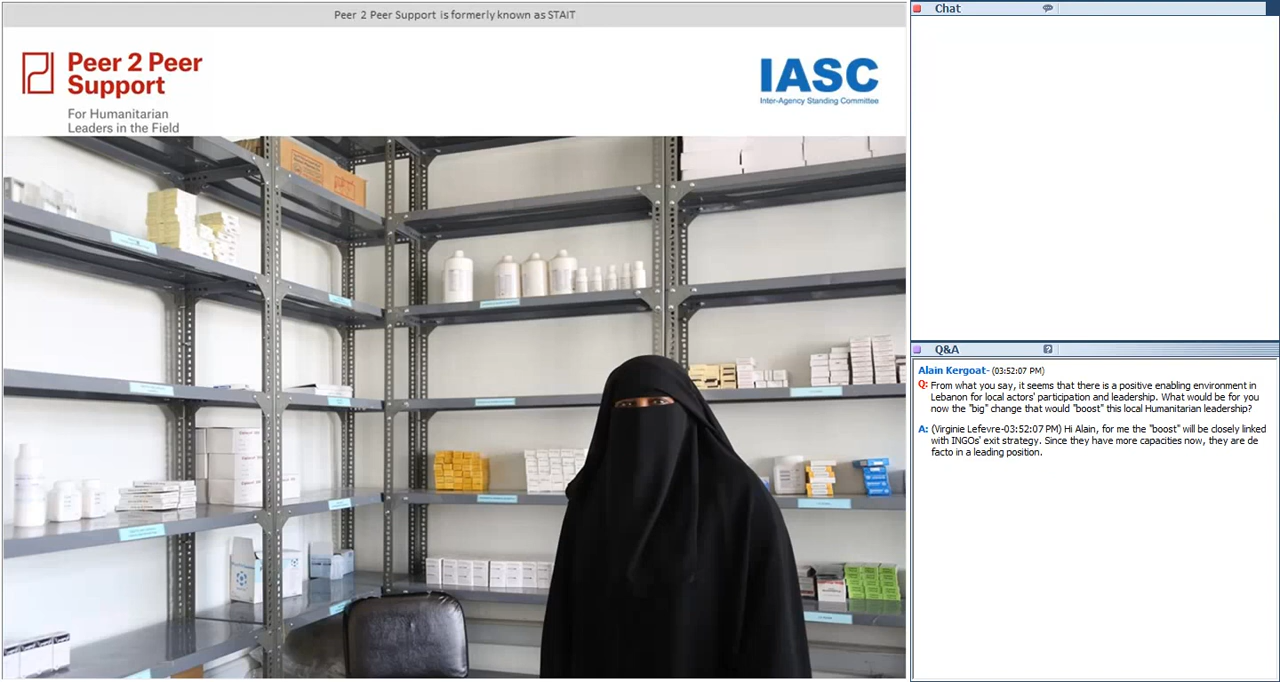 Peer 2 Peer Support is formerly known as STAIT
Peer 2 Peer
Support
For Humanitarian
Leaders in the Field
IASC
Inter-Agency Standing Committee
Chat
Q&A
Alain Kergoat- (03:52:07 PM)
Q: From what you say, it seems that there is a positive enabling environment in
Lebanon for local actors' participation and leadership. What would be for you
now the "big" change that would "boost" this local Humanitarian leadership?
A: (Virginie Lefevre-03:52:07 PM) Hi Alain, for me the "boost" will be closely linked
with INGOs' exit strategy. Since they have more capacities now, they are de
facto in a leading position.